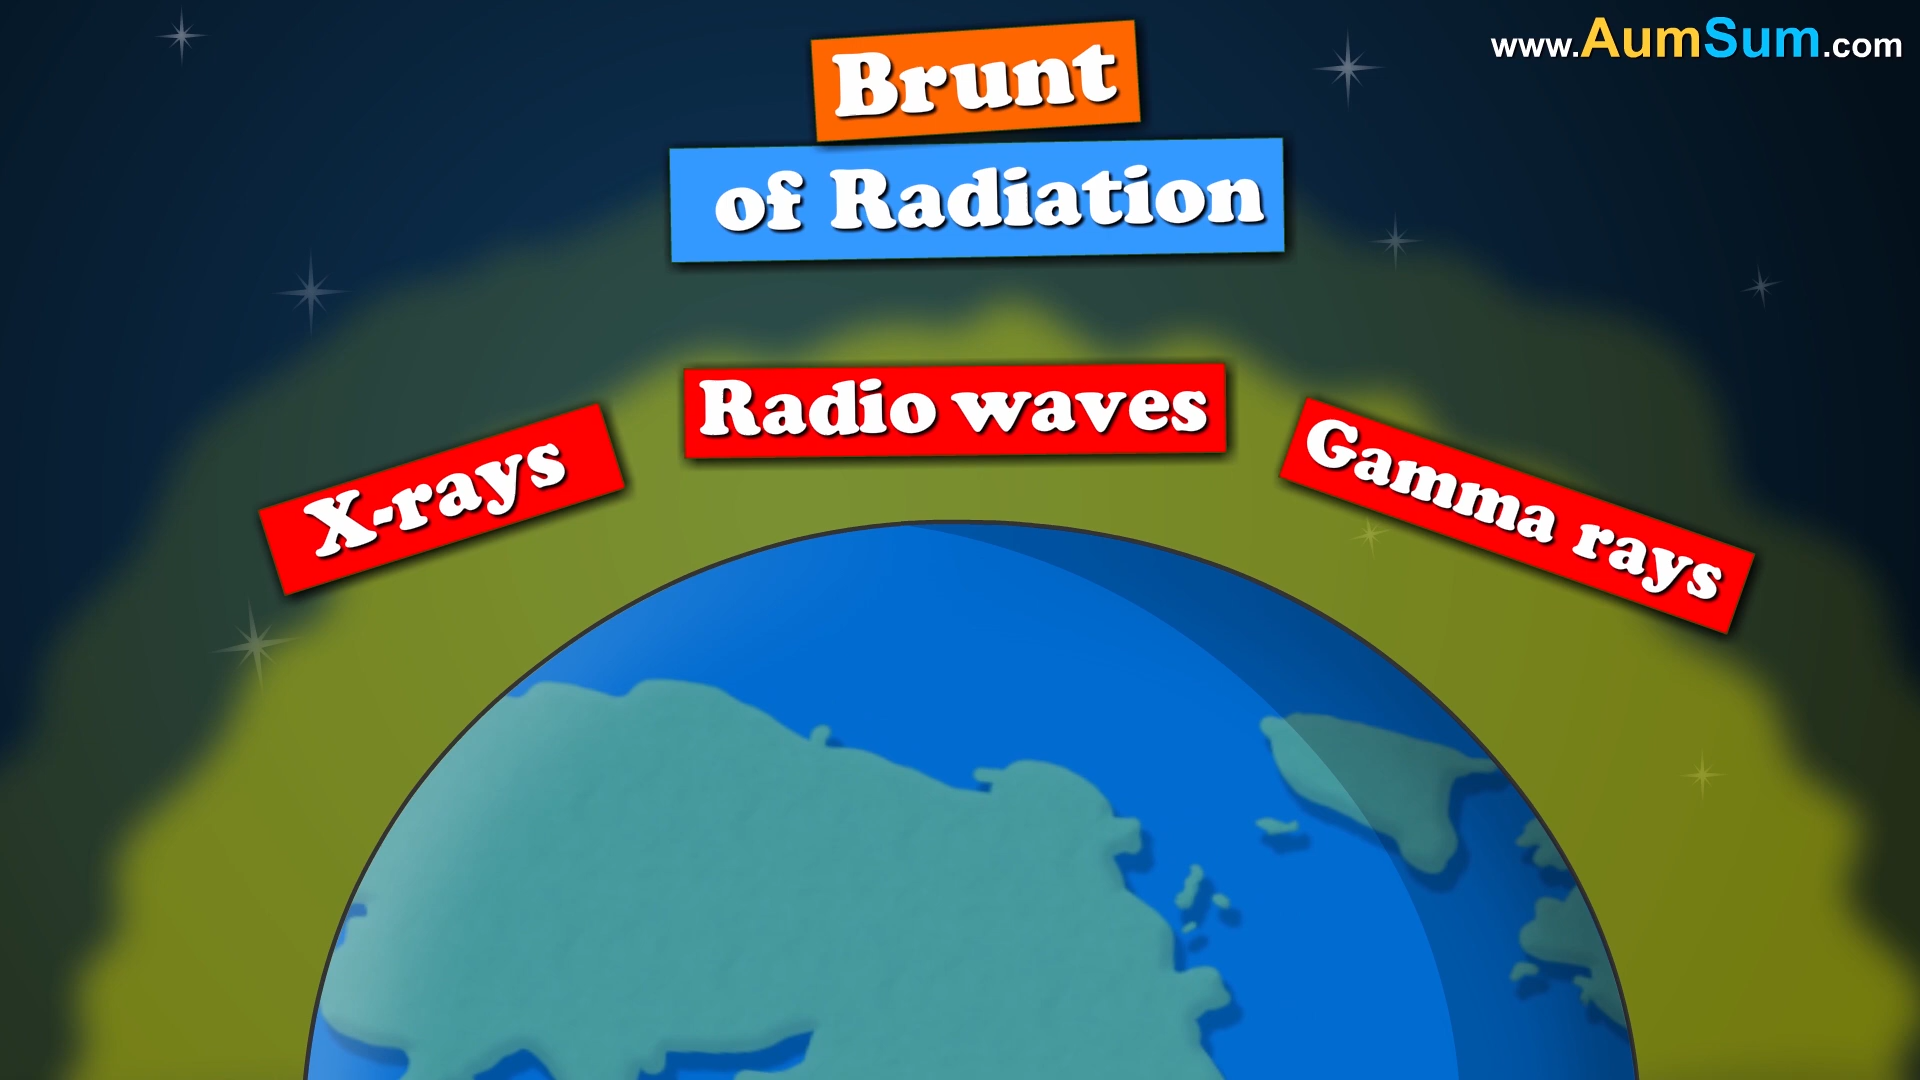 www.AumSum.com
Brunt
of Radiation
X-rays
Radio waves
Gamma rays